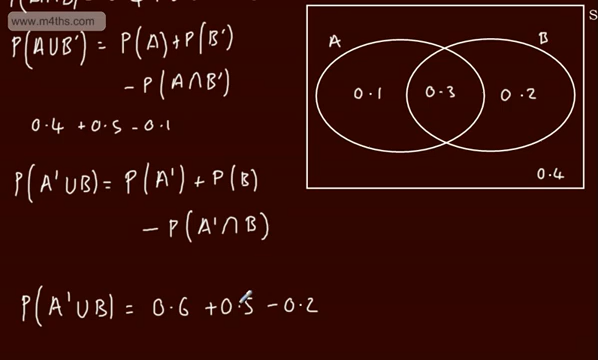 www.m4ths.com
P(A∪B') = P(A) + P(B')
- P(A∩B')
0.4 + 0.5 - 0.1
P(A'∪B) = P(A') + P(B)
- P(A'∩B)
P(A'∪B) = 0.6 + 0.5 - 0.2
S
A
B
0.1
0.3
0.2
0.4